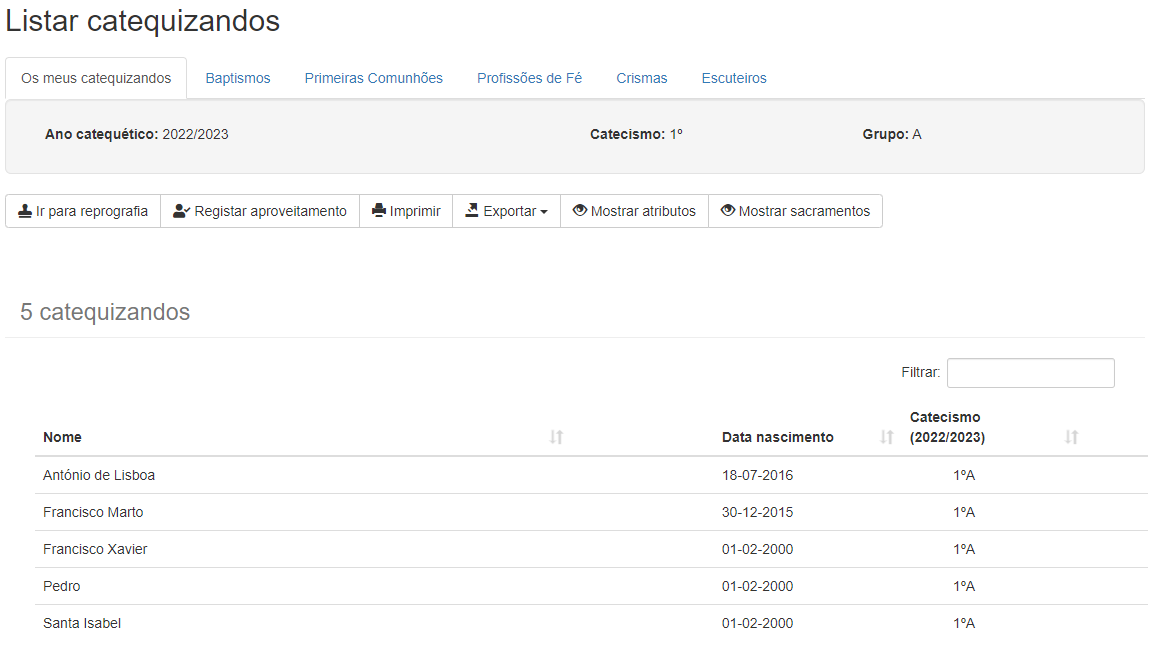 Listar catequizandos
Os meus catequizandos Baptismos Primeiras Comunhões Profissões de Fé Crismas Escuteiros
Ano catequético: 2022/2023 Catecismo: 1º Grupo: A
Ir para reprografia Registar aproveitamento Imprimir Exportar Mostrar atributos Mostrar sacramentos
5 catequizandos
Filtrar:
Nome Data nascimento Catecismo (2022/2023)
António de Lisboa 18-07-2016 1ºA
Francisco Marto 30-12-2015 1ºA
Francisco Xavier 01-02-2000 1ºA
Pedro 01-02-2000 1ºA
Santa Isabel 01-02-2000 1ºA